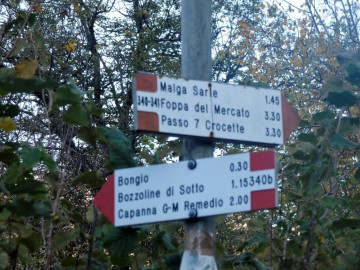 Malga Sarle 1.45
340-341 Foppa del Mercato 3.30
Passo 7 Crocette 3.30
Bongio 0.30
Bozzoline di Sotto 1.15 340b
Capanna G-M Remedio 2.00